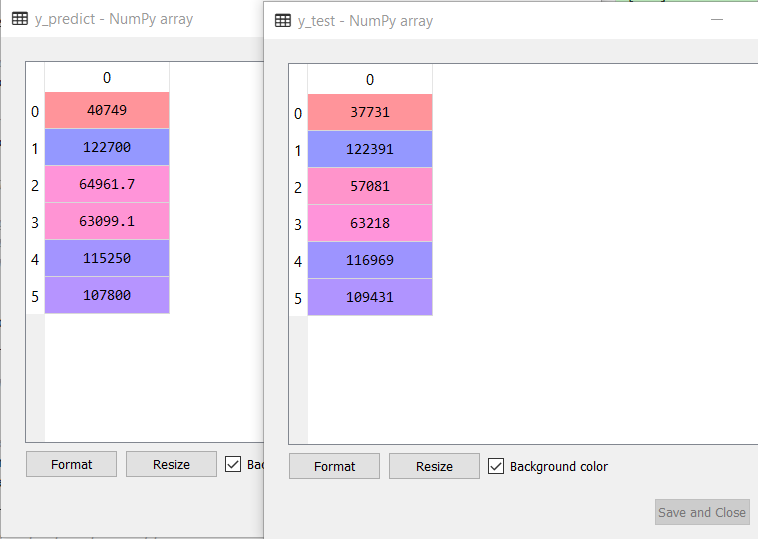 y_predict - NumPy array
0
0 40749
1 122700
2 64961.7
3 63099.1
4 115250
5 107800
Format Resize
y_test - NumPy array
0
0 37731
1 122391
2 57081
3 63218
4 116969
5 109431
Format Resize Background color
Save and Close